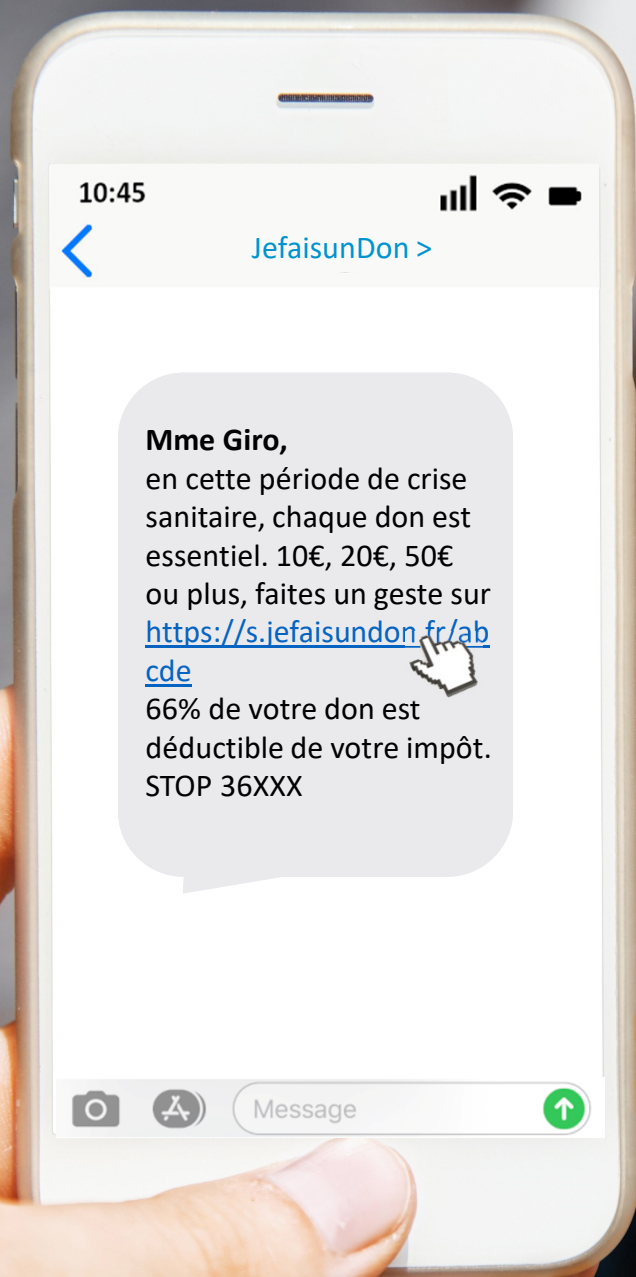 10:45
JefaisunDon >
Mme Giro,
en cette période de crise
sanitaire, chaque don est
essentiel. 10€, 20€, 50€
ou plus, faites un geste sur
https://s.jefaisundon.fr/ab
cde
66% de votre don est
déductible de votre impôt.
STOP 36XXX
Message